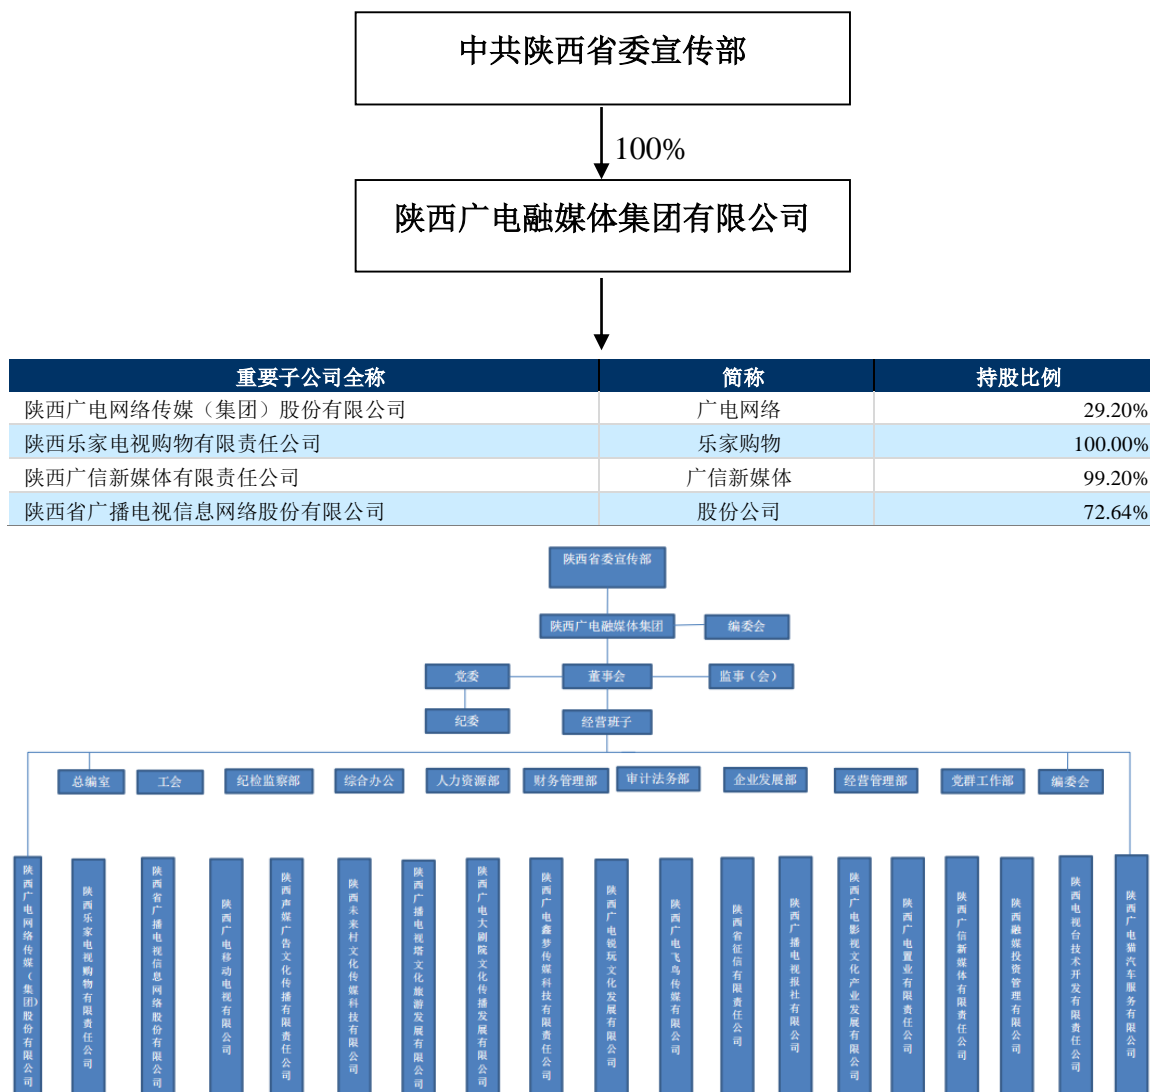 中共陕西省委宣传部
100%
陕西广电融媒体集团有限公司
重要子公司全称 简称 持股比例
陕西广电网络传媒（集团）股份有限公司 广电网络 29.20%
陕西乐家电视购物有限责任公司 乐家购物 100.00%
陕西广信新媒体有限责任公司 广信新媒体 99.20%
陕西省广播电视信息网络股份有限公司 股份公司 72.64%
陕西省委宣传部
陕西广电融媒体集团 编委会
党委 董事会 监事（会）
纪委 经营班子
总编室 工会 纪检监察部 综合办公 人力资源部 财务管理部 审计法务部 企业发展部 经营管理部 党群工作部 编委会
陕西广电网络传媒（集团）股份有限公司
陕西乐家电视购物有限责任公司
陕西省广播电视信息网络股份有限公司
陕西广电移动电视有限公司
陕西声媒广告文化传播有限责任公司
陕西未来村文化传媒科技有限公司
陕西广播电视塔文化旅游发展有限公司
陕西广电大剧院文化传播发展有限公司
陕西广电鑫梦传媒科技有限责任公司
陕西广电锐玩文化发展有限公司
陕西广电飞鸟传媒有限公司
陕西省征信有限责任公司
陕西广播电视报社有限公司
陕西广电影视文化产业发展有限公司
陕西广电置业有限责任公司
陕西广信新媒体有限责任公司
陕西融媒投资管理有限公司
陕西电视台技术开发有限责任公司
陕西广电猫汽车服务有限公司